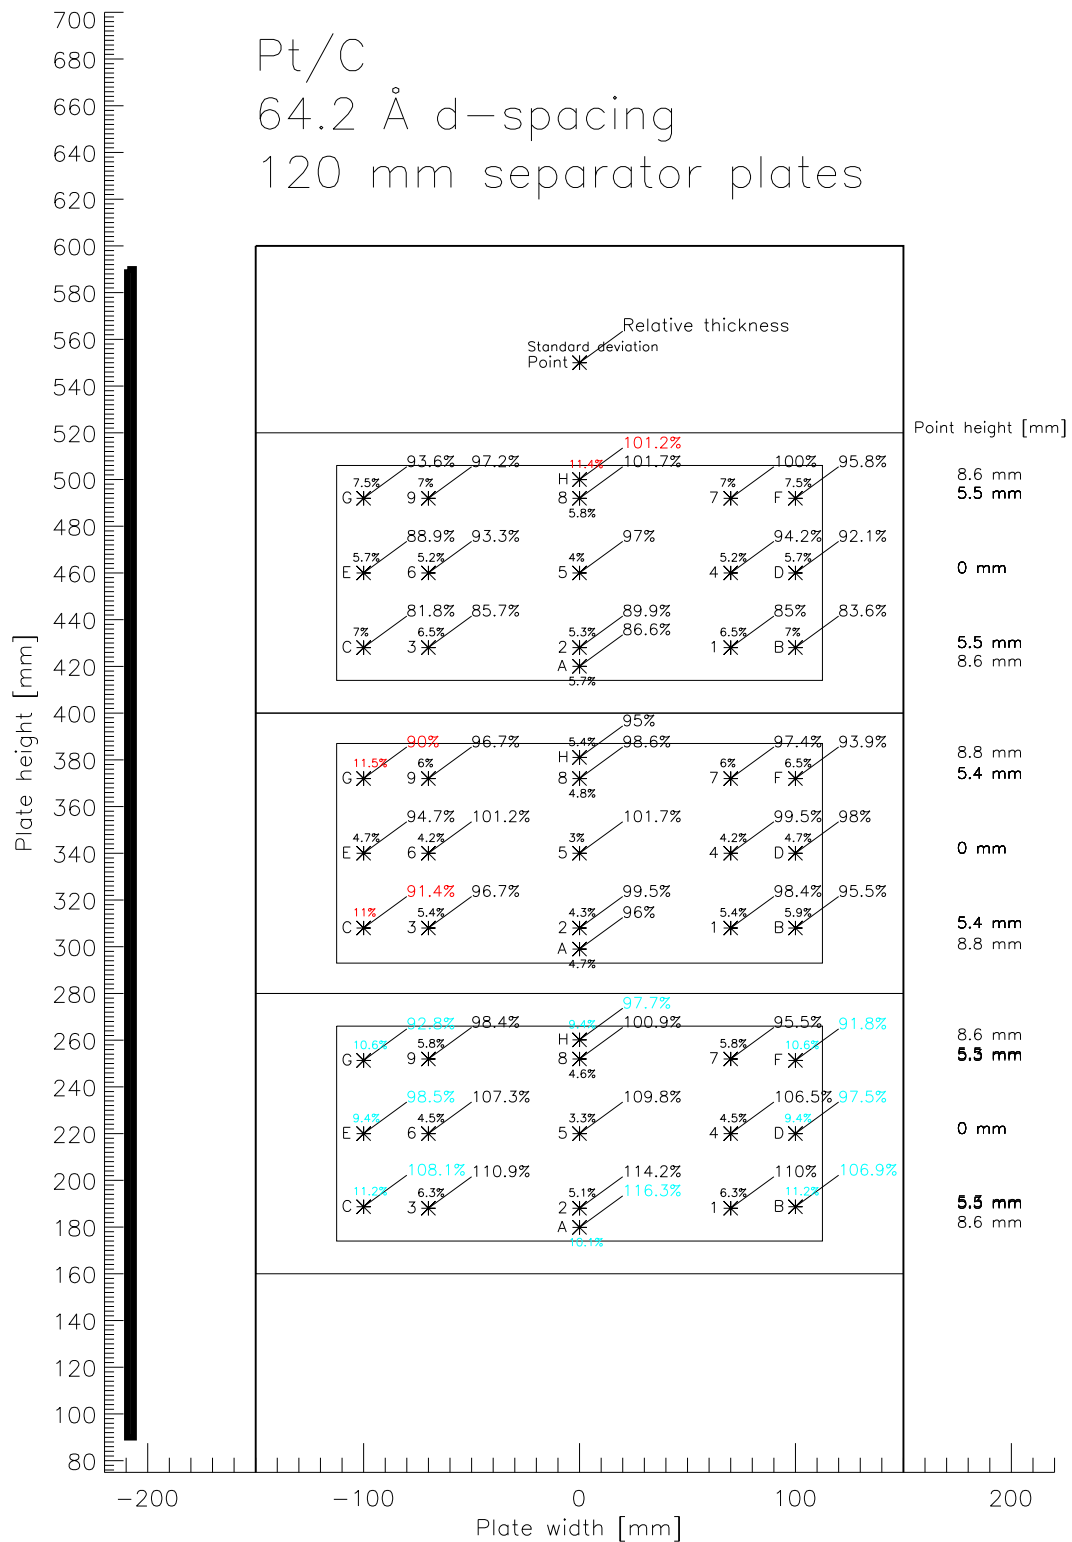 Pt/C
64.2 Å d-spacing
120 mm separator plates
700
680
660
640
620
600
580
560
540
520
500
480
460
440
420
400
380
360
340
320
300
280
260
240
220
200
180
160
140
120
100
80
Plate height [mm]
Relative thickness
Standard deviation
Point
Point height [mm]
101.2%
93.6% 97.2% 11.4% 101.7% 100% 95.8%
7.5% 7% H 7% 7.5% 8.6 mm
G 9 8 7 F 5.5 mm
5.8%
88.9% 93.3% 97% 94.2% 92.1%
5.7% 5.2% 4% 5.2% 5.7%
E 6 5 4 D 0 mm
81.8% 85.7% 89.9% 85% 83.6%
7% 6.5% 5.3% 86.6% 6.5% 7%
C 3 2 1 B 5.5 mm
A 8.6 mm
5.7%
95%
90% 96.7% 5.4% 98.6% 97.4% 93.9%
11.5% 6% H 6% 6.5% 8.8 mm
G 9 8 7 F 5.4 mm
4.8%
94.7% 101.2% 101.7% 99.5% 98%
4.7% 4.2% 3% 4.2% 4.7%
E 6 5 4 D 0 mm
91.4% 96.7% 99.5% 98.4% 95.5%
11% 5.4% 4.3% 96% 5.4% 5.9%
C 3 2 1 B 5.4 mm
A 8.8 mm
4.7%
97.7%
92.8% 98.4% 9.4% 100.9% 95.5% 91.8%
10.6% 5.8% H 5.8% 10.6% 8.6 mm
G 9 8 7 F
4.6%
98.5% 107.3% 109.8% 106.5% 97.5%
9.4% 4.5% 3.3% 4.5% 9.4%
E 6 5 4 D 0 mm
108.1% 110.9% 114.2% 110% 106.9%
11.2% 6.3% 5.1% 116.3% 6.3% 11.2%
C 3 2 1 B
A 8.6 mm
10.1%
-200 -100 0 100 200
Plate width [mm]